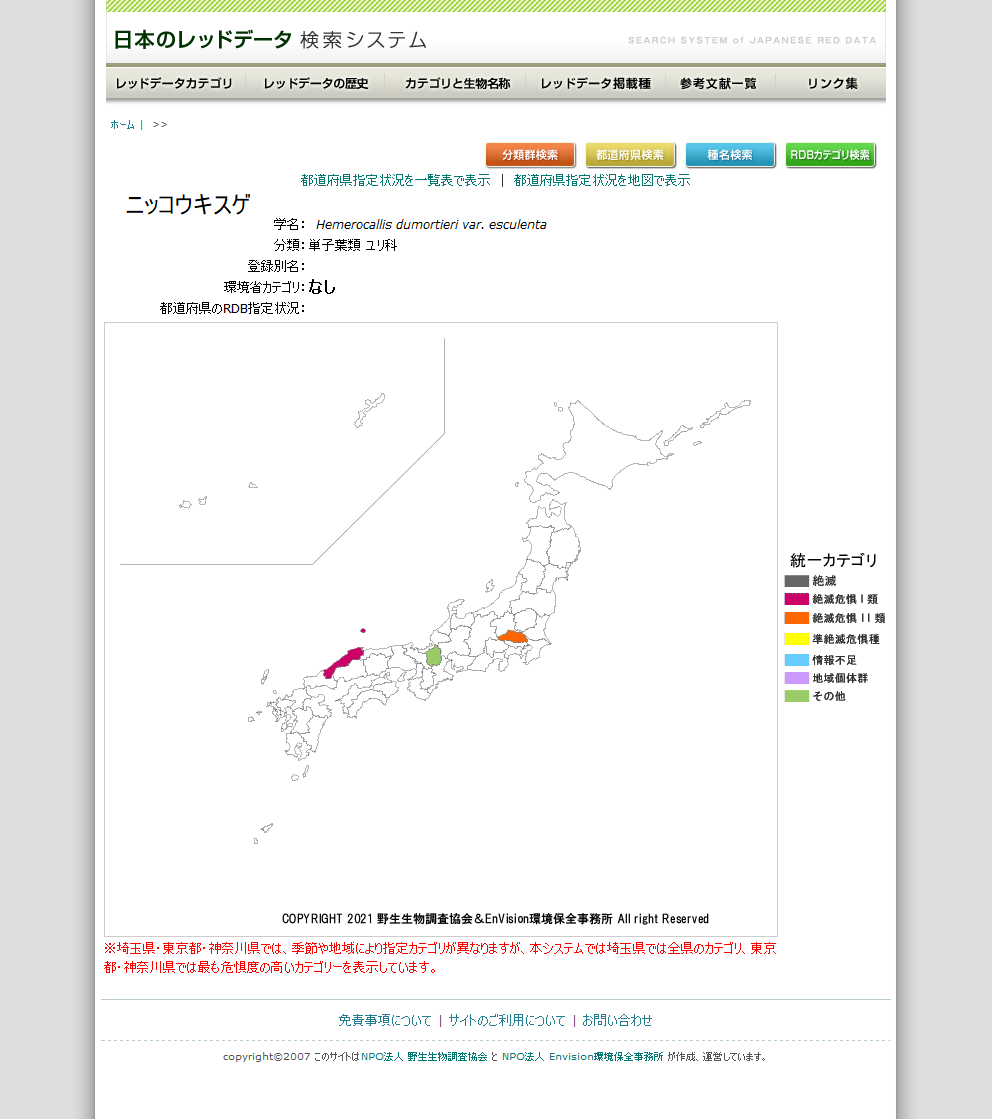 日本のレッドデータ 検索システム
SEARCH SYSTEM of JAPANESE RED DATA
レッドデータカテゴリ レッドデータの歴史 カテゴリと生物名称 レッドデータ掲載種 参考文献一覧 リンク集
ホーム | >>
分類群検索 都道府県検索 種名検索 RDBカテゴリ検索
都道府県指定状況を一覧表で表示 | 都道府県指定状況を地図で表示
ニッコウキスゲ
学名： Hemerocallis dumortieri var. esculenta
分類：単子葉類 ユリ科
登録別名：
環境省カテゴリ：なし
都道府県のRDB指定状況：
統一カテゴリ
絶滅
絶滅危惧Ⅰ類
絶滅危惧Ⅱ類
準絶滅危惧種
情報不足
地域個体群
その他
COPYRIGHT 2021 野生生物調査協会＆EnVision環境保全事務所 All right Reserved
※埼玉県・東京都・神奈川県では、季節や地域により指定カテゴリが異なりますが、本システムでは埼玉県では全県のカテゴリ、東京
都・神奈川県では最も危惧度の高いカテゴリーを表示しています。
免責事項について | サイトのご利用について | お問い合わせ
copyright©2007 このサイトはNPO法人 野生生物調査協会 と NPO法人 Envision環境保全事務所 が作成、運営しています。